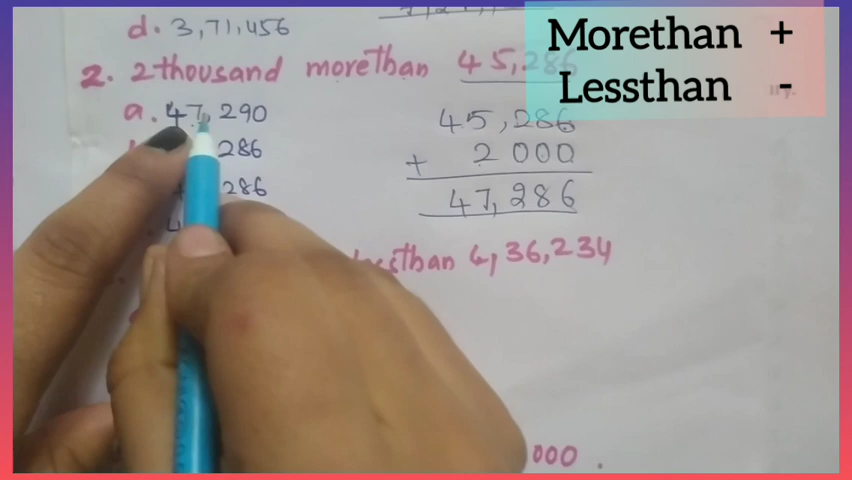 Morethan +
Lessthan -
d. 3,71,456
2. 2thousand morethan 45,286
a. 47,290
286
286
45,286
+ 2000
47,286
lessthan 4,36,234
000.